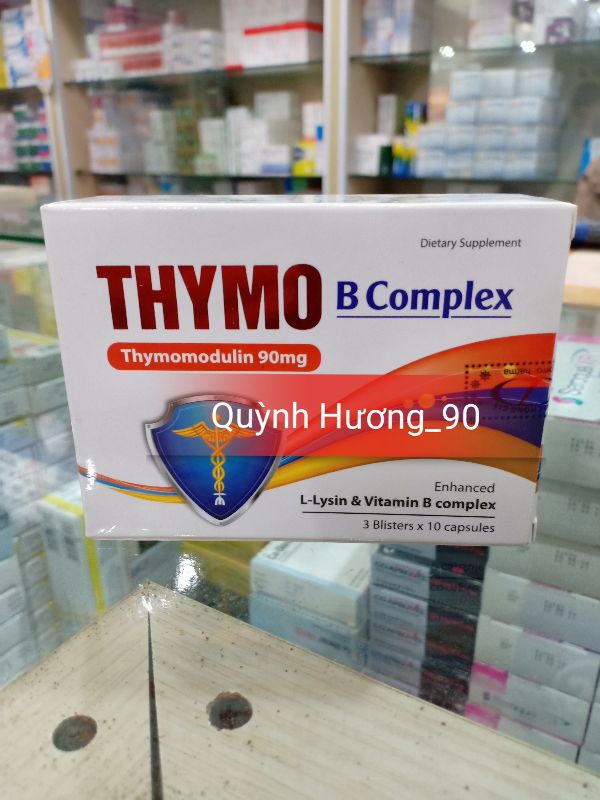 Dietary Supplement
THYMO B Complex
Thymomodulin 90mg
Quỳnh Hương_90
Enhanced
L-Lysin & Vitamin B complex
3 Blisters x 10 capsules